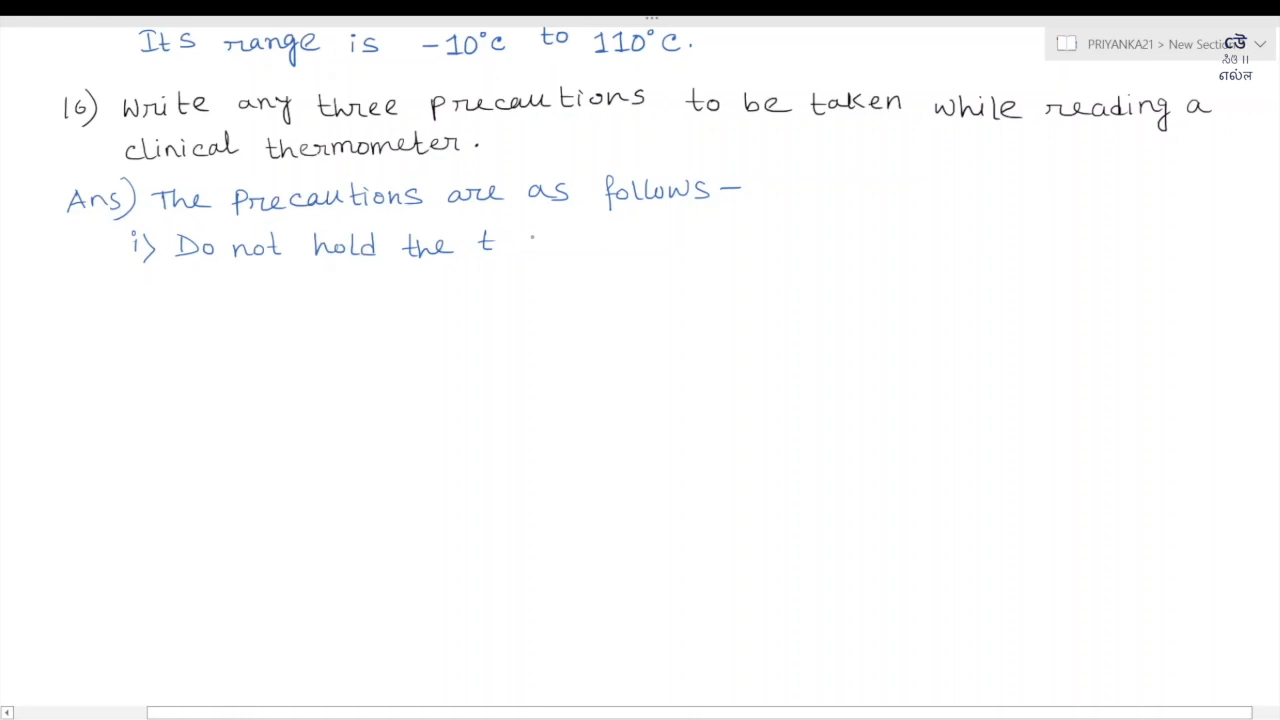 Its range is -10°C to 110°C.
PRIYANKA21 > New Secti
16) Write any three precautions to be taken while reading a
clinical thermometer.
Ans) The precautions are as follows -
i> Do not hold the t